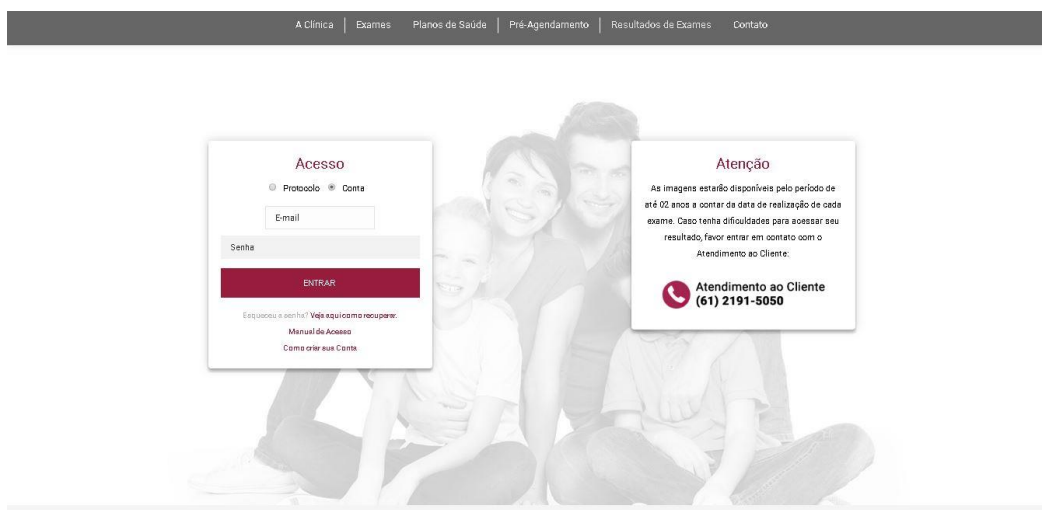 A Clínica Exames Planos de Saúde Pré-Agendamento Resultados de Exames Contato
Acesso
Protocolo Conta
E-mail
Senha
ENTRAR
Esqueceu a senha? Veja aqui como recuperar.
Manual de Acesso
Como criar sua Conta
Atenção
As imagens estarão disponíveis pelo período de
até 02 anos a contar da data de realização de cada
exame. Caso tenha dificuldades para acessar seu
resultado, favor entrar em contato com o
Atendimento ao Cliente:
Atendimento ao Cliente
(61) 2191-5050